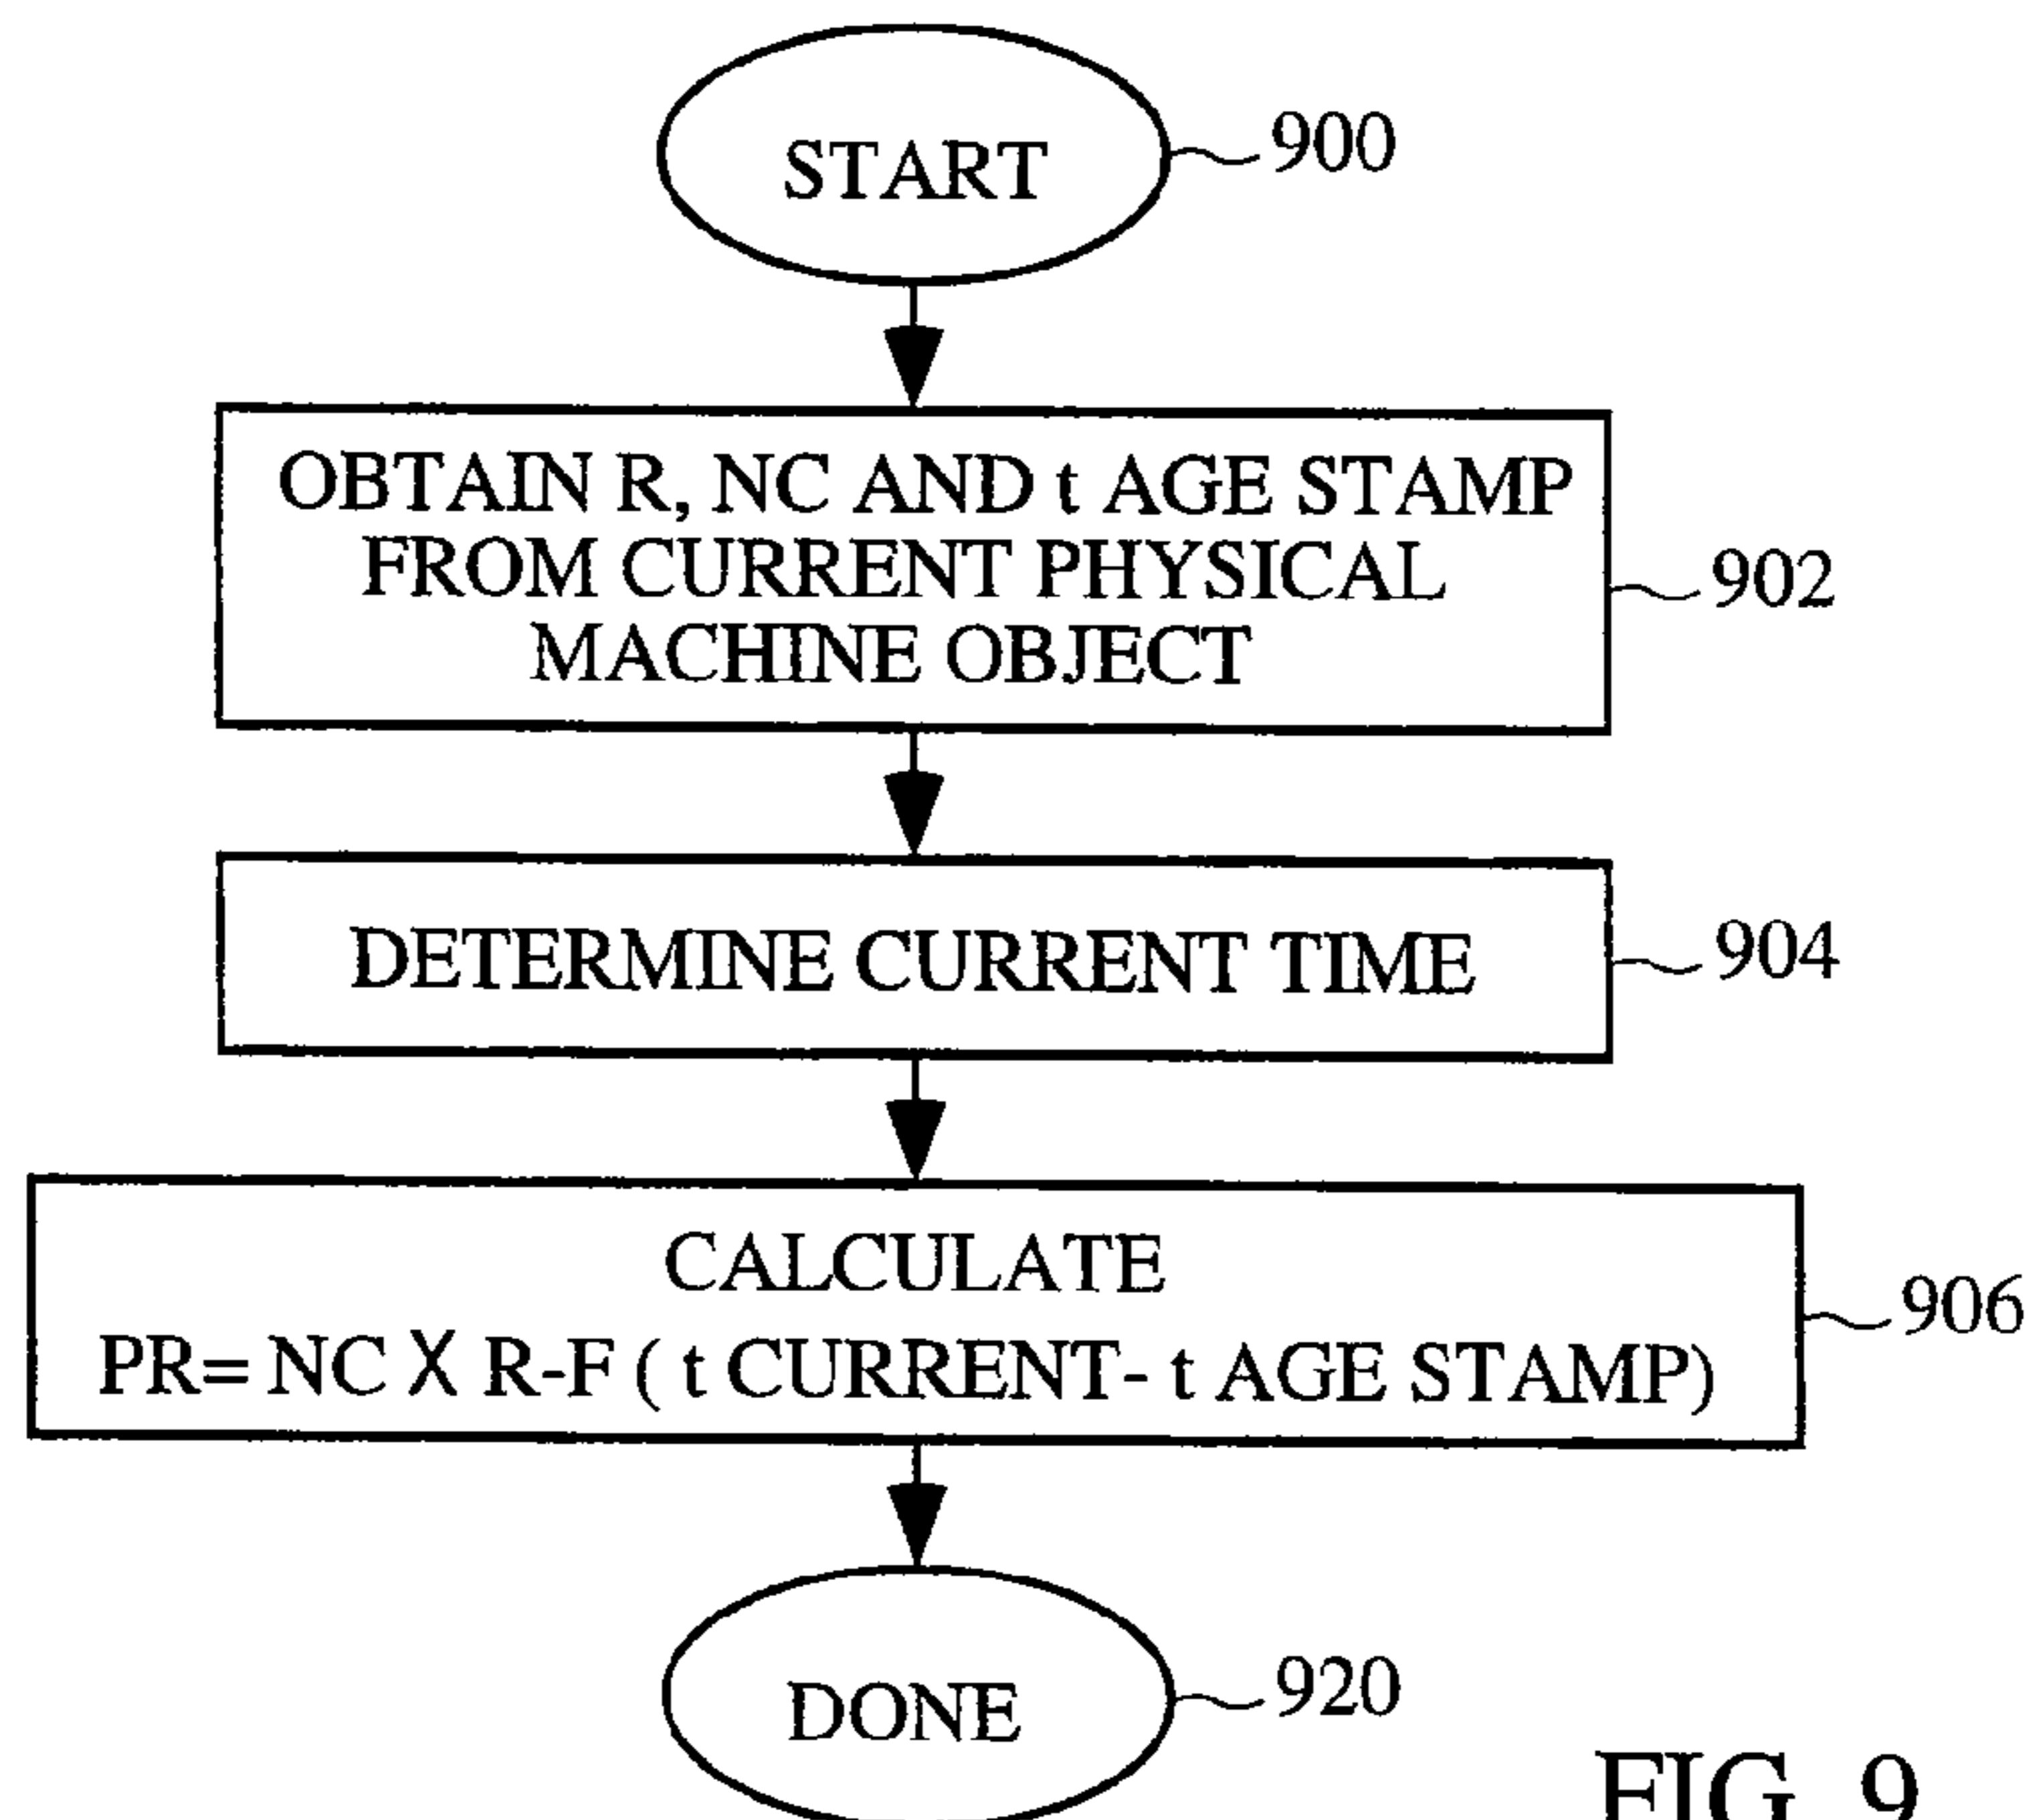 START
900
OBTAIN R, NC AND t AGE STAMP
FROM CURRENT PHYSICAL
MACHINE OBJECT
902
DETERMINE CURRENT TIME
904
CALCULATE
PR= NC X R-F ( t CURRENT- t AGE STAMP)
906
DONE
920
FIG. 9